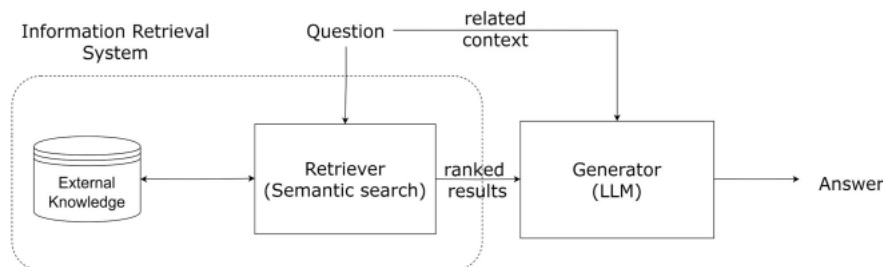 Information Retrieval
System
Question
related
context
External
Knowledge
Retriever
(Semantic search)
ranked
results
Generator
(LLM)
Answer